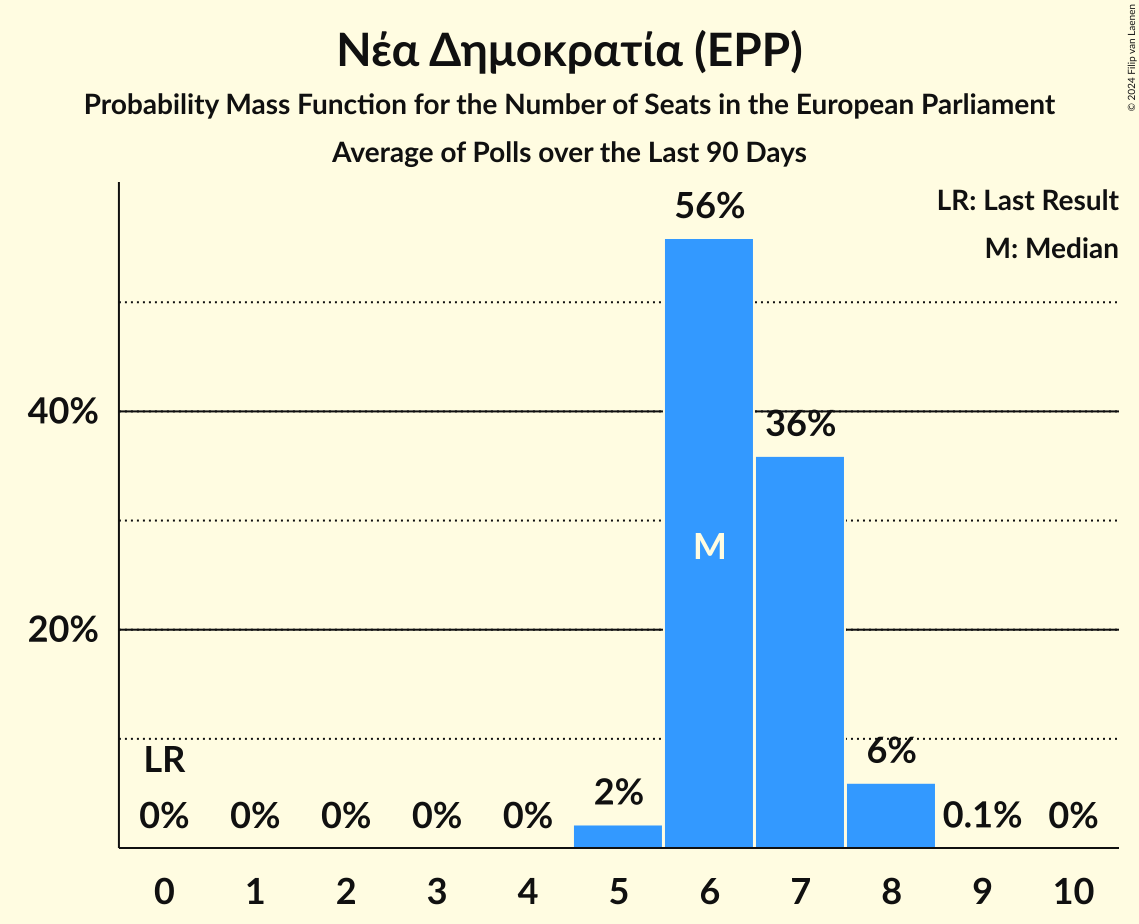 Νέα Δημοκρατία (EPP)
Probability Mass Function for the Number of Seats in the European Parliament
Average of Polls over the Last 90 Days
© 2024 Filip van Laenen
LR: Last Result
M: Median
56%
40%
36%
M
20%
LR
6%
2%
0% 0% 0% 0% 0% 0.1% 0%
0 1 2 3 4 5 6 7 8 9 10